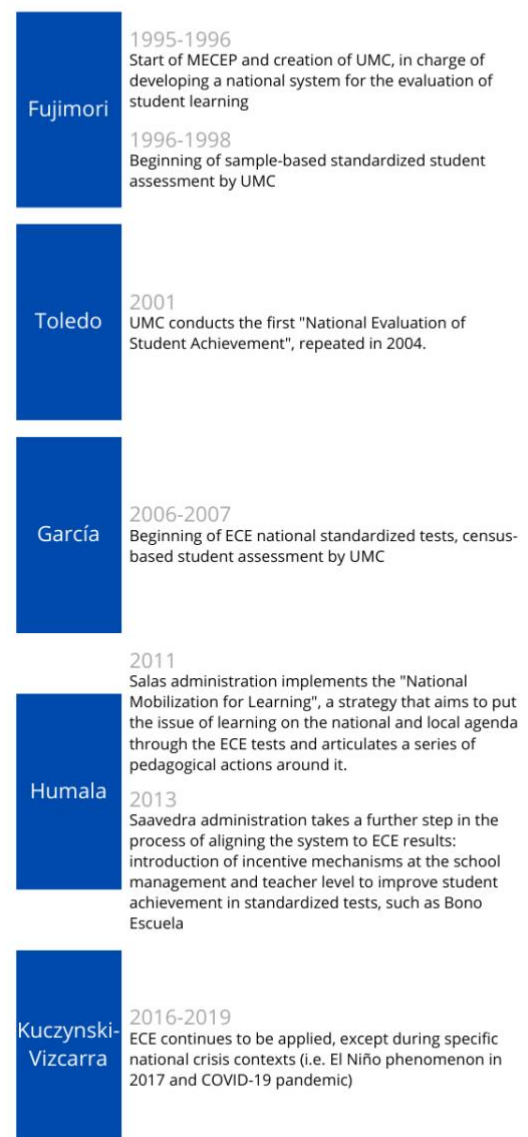 Fujimori
1995-1996
Start of MECEP and creation of UMC, in charge of
developing a national system for the evaluation of
student learning
1996-1998
Beginning of sample-based standardized student
assessment by UMC
Toledo
2001
UMC conducts the first "National Evaluation of
Student Achievement", repeated in 2004.
García
2006-2007
Beginning of ECE national standardized tests, census-
based student assessment by UMC
Humala
2011
Salas administration implements the "National
Mobilization for Learning", a strategy that aims to put
the issue of learning on the national and local agenda
through the ECE tests and articulates a series of
pedagogical actions around it.
2013
Saavedra administration takes a further step in the
process of aligning the system to ECE results:
introduction of incentive mechanisms at the school
management and teacher level to improve student
achievement in standardized tests, such as Bono
Escuela
Kuczynski-
Vizcarra
2016-2019
ECE continues to be applied, except during specific
national crisis contexts (i.e. El Niño phenomenon in
2017 and COVID-19 pandemic)